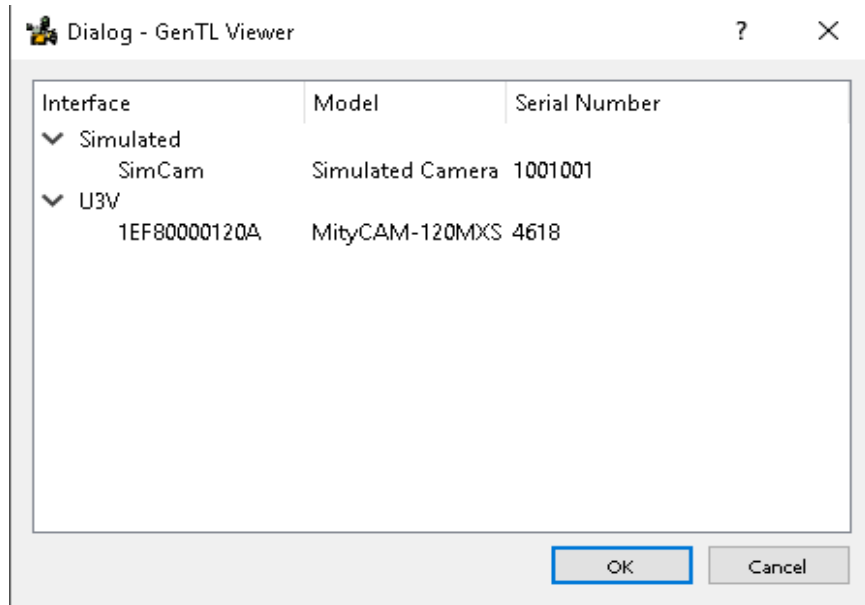 Dialog - GenTL Viewer ?
Interface Model Serial Number
Simulated
SimCam Simulated Camera 1001001
U3V
1EF80000120A MityCAM-120MXS 4618
OK Cancel